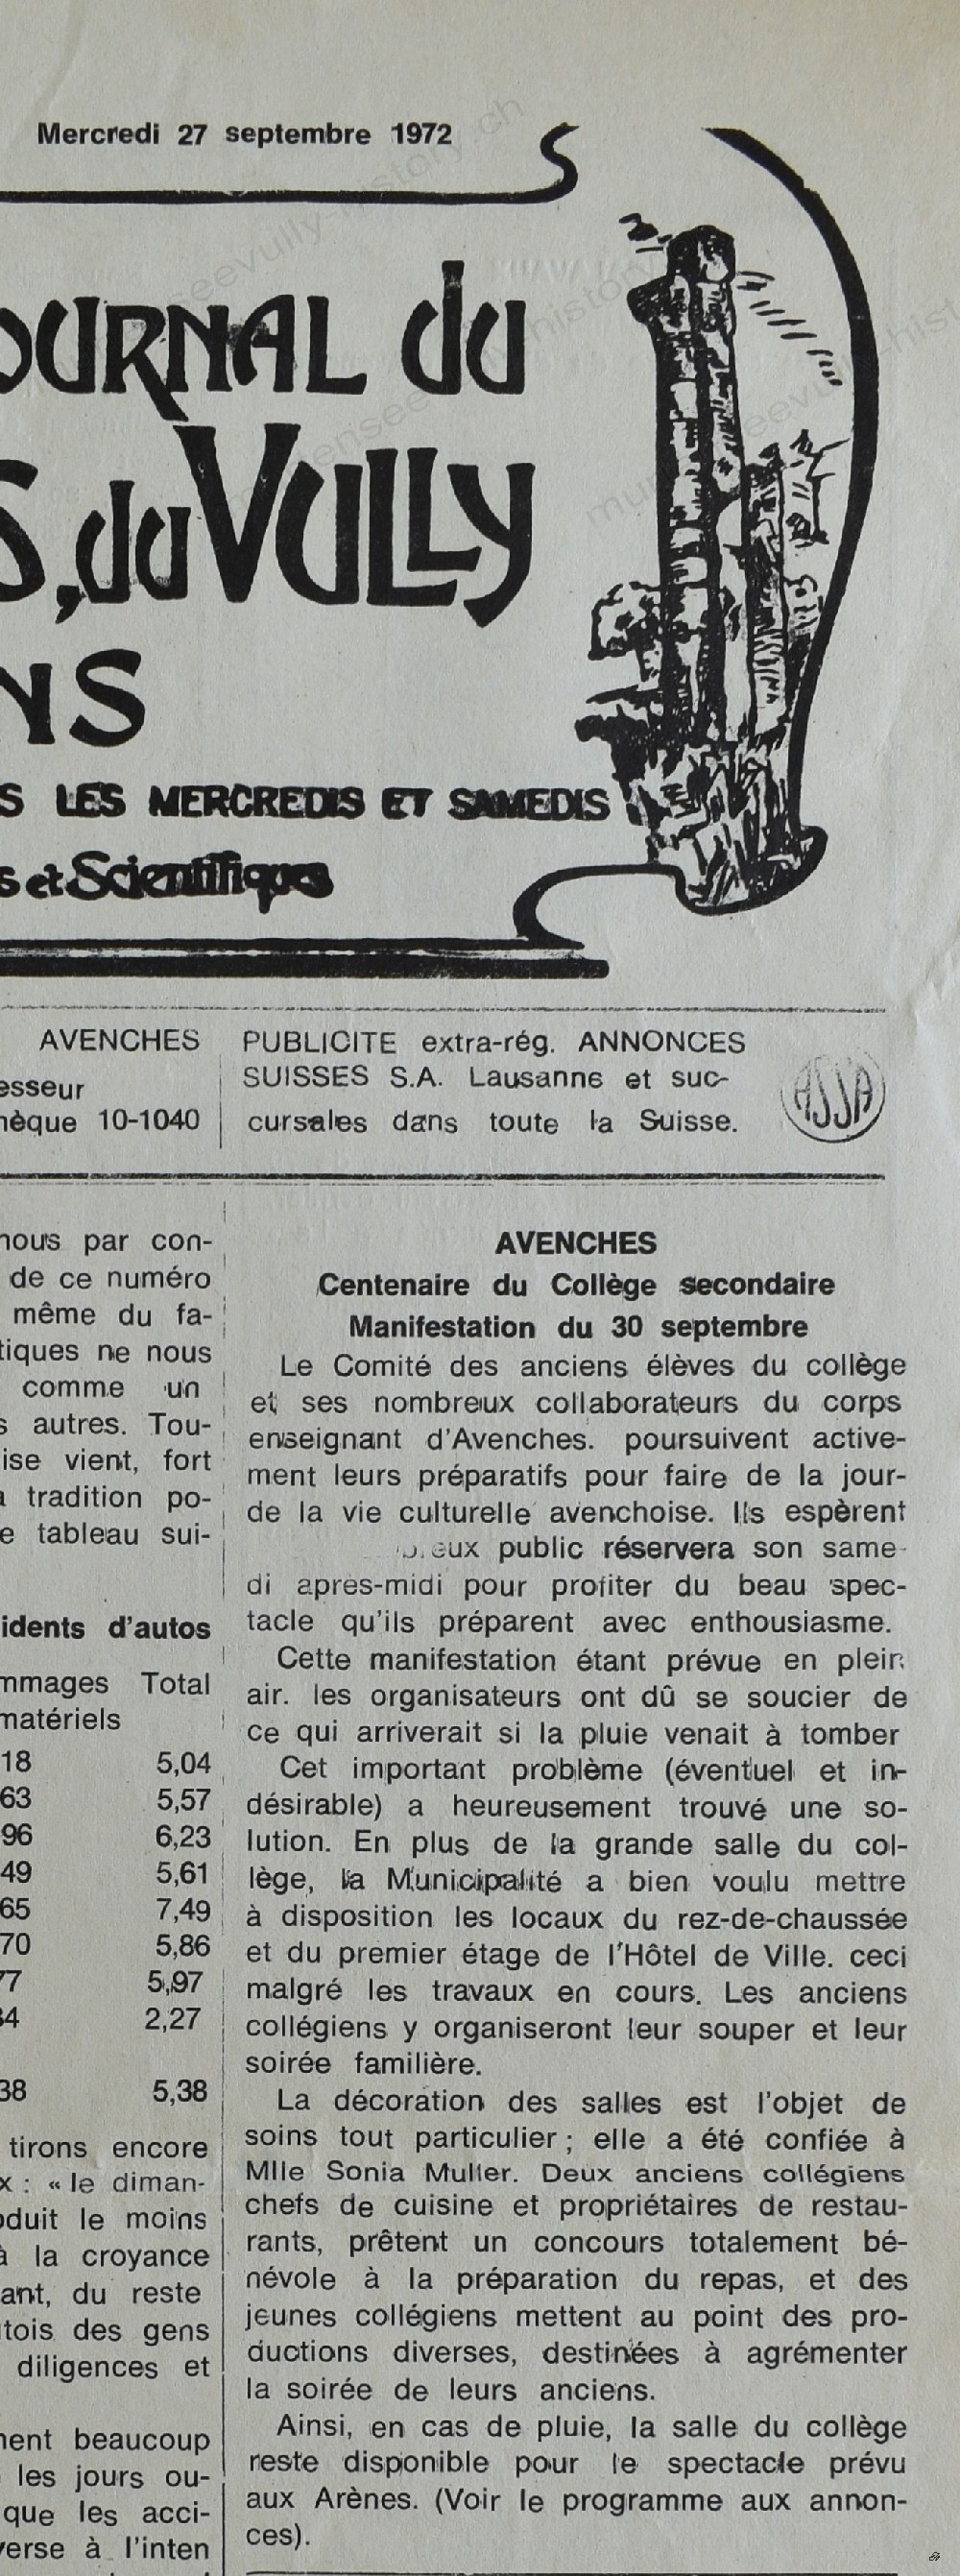 Mercredi 27 septembre 1972
OURNAL du
S, du VULLY
NS
S LES MERCREDIS ET SAMEDIS
s et Scientifiques
AVENCHES
esseur
hèque 10-1040
PUBLICITE extra-rég. ANNONCES
SUISSES S.A. Lausanne et suc-
cursales dans toute la Suisse.
ASSA
nous par con-
de ce numéro
même du fa-
tiques ne nous
comme un
s autres. Tou-
ise vient, fort
a tradition po-
e tableau sui-
idents d'autos
mmages Total
matériels
18 5,04
63 5,57
96 6,23
49 5,61
65 7,49
70 5,86
77 5,97
34 2,27
38 5,38
tirons encore
x : « le diman-
oduit le moins
à la croyance
ant, du reste
utois des gens
diligences et
nent beaucoup
les jours ou-
que les acci-
verse à l'inten
AVENCHES
Centenaire du Collège secondaire
Manifestation du 30 septembre
Le Comité des anciens élèves du collège
et ses nombreux collaborateurs du corps
enseignant d'Avenches. poursuivent active-
ment leurs préparatifs pour faire de la jour-
de la vie culturelle avenchoise. Ils espèrent
eux public réservera son same-
di après-midi pour profiter du beau spec-
tacle qu'ils préparent avec enthousiasme.
Cette manifestation étant prévue en plein
air. les organisateurs ont dû se soucier de
ce qui arriverait si la pluie venait à tomber
Cet important problème (éventuel et in-
désirable) a heureusement trouvé une so-
lution. En plus de la grande salle du col-
lège, la Municipalité a bien voulu mettre
à disposition les locaux du rez-de-chaussée
et du premier étage de l'Hôtel de Ville. ceci
malgré les travaux en cours. Les anciens
collégiens y organiseront leur souper et leur
soirée familière.
La décoration des salles est l'objet de
soins tout particulier ; elle a été confiée à
Mlle Sonia Muller. Deux anciens collégiens
chefs de cuisine et propriétaires de restau-
rants, prêtent un concours totalement bé-
névole à la préparation du repas, et des
jeunes collégiens mettent au point des pro-
ductions diverses, destinées à agrémenter
la soirée de leurs anciens.
Ainsi, en cas de pluie, la salle du collège
reste disponible pour le spectacle prévu
aux Arènes. (Voir le programme aux annon-
ces).